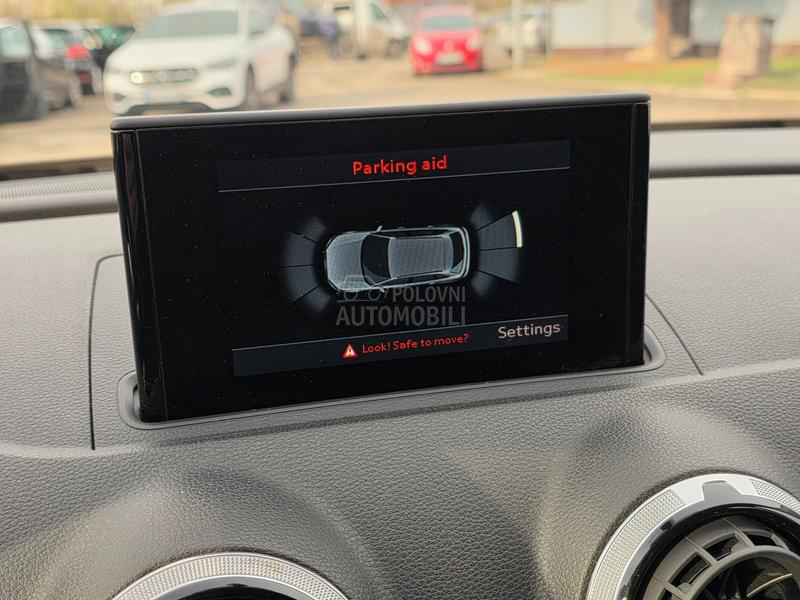 Parking aid
POLOVNI
AUTOMOBILI
Look! Safe to move?
Settings